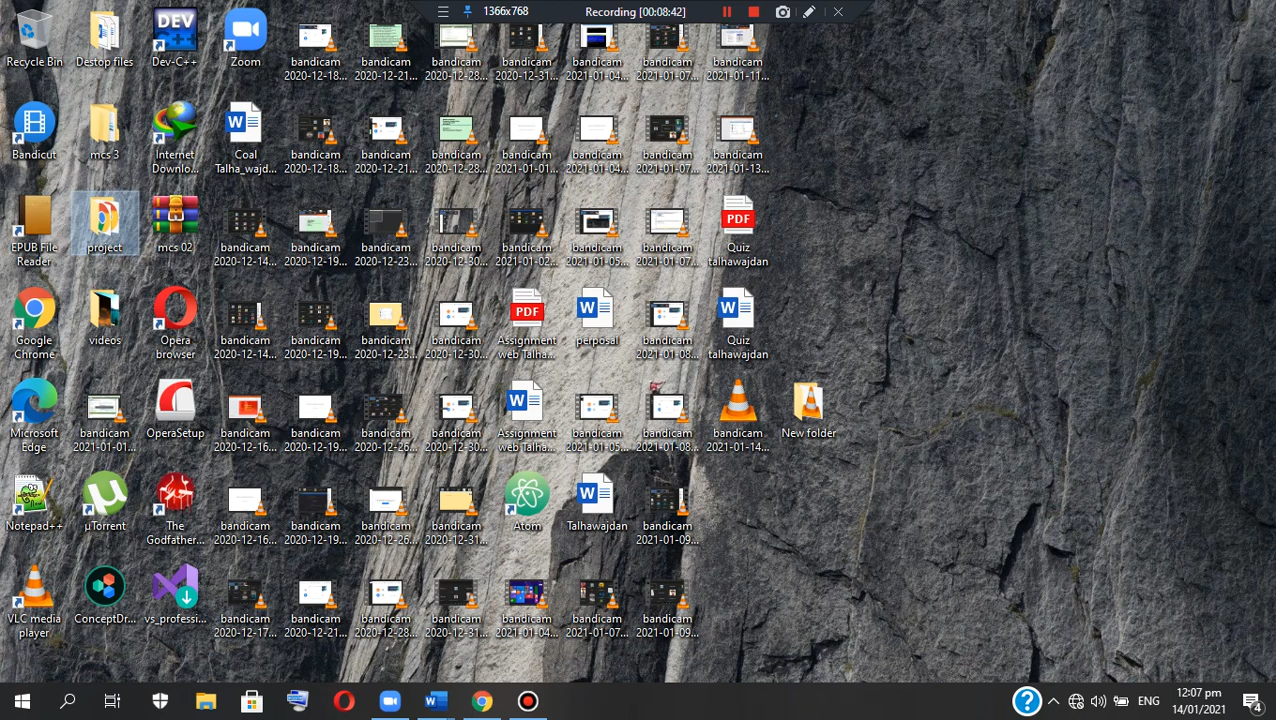 1366x768
Recording [00:08:42]
Recycle Bin
Destop files
DEV
Dev-C++
Zoom
bandicam
2020-12-18...
bandicam
2020-12-21...
bandicam
2020-12-28...
bandicam
2020-12-31...
bandicam
2021-01-04...
bandicam
2021-01-07...
bandicam
2021-01-11...
Bandicut
mcs 3
Internet
Downlo...
Coal
Talha_wajd...
bandicam
2020-12-18...
bandicam
2020-12-21...
bandicam
2020-12-28...
bandicam
2021-01-01...
bandicam
2021-01-04...
bandicam
2021-01-07...
bandicam
2021-01-13...
EPUB File
Reader
project
mcs 02
bandicam
2020-12-14...
bandicam
2020-12-19...
bandicam
2020-12-23...
bandicam
2020-12-30...
bandicam
2021-01-02...
bandicam
2021-01-05...
bandicam
2021-01-07...
PDF
Quiz
talhawajdan
Google
Chrome
videos
Opera
browser
bandicam
2020-12-14...
bandicam
2020-12-19...
bandicam
2020-12-23...
bandicam
2020-12-30...
PDF
Assignment
web Talha...
perposal
bandicam
2021-01-08...
Quiz
talhawajdan
Microsoft
Edge
bandicam
2021-01-01...
OperaSetup
bandicam
2020-12-16...
bandicam
2020-12-19...
bandicam
2020-12-26...
bandicam
2020-12-30...
Assignment
web Talha...
bandicam
2021-01-05...
bandicam
2021-01-08...
bandicam
2021-01-14...
New folder
Notepad++
µTorrent
The
Godfather...
bandicam
2020-12-16...
bandicam
2020-12-19...
bandicam
2020-12-26...
bandicam
2020-12-31...
Atom
Talhawajdan
bandicam
2021-01-09...
VLC media
player
ConceptDr...
vs_professi...
bandicam
2020-12-17...
bandicam
2020-12-21...
bandicam
2020-12-28...
bandicam
2020-12-31...
bandicam
2021-01-04...
bandicam
2021-01-07...
bandicam
2021-01-09...
ENG
12:07 pm
14/01/2021
4